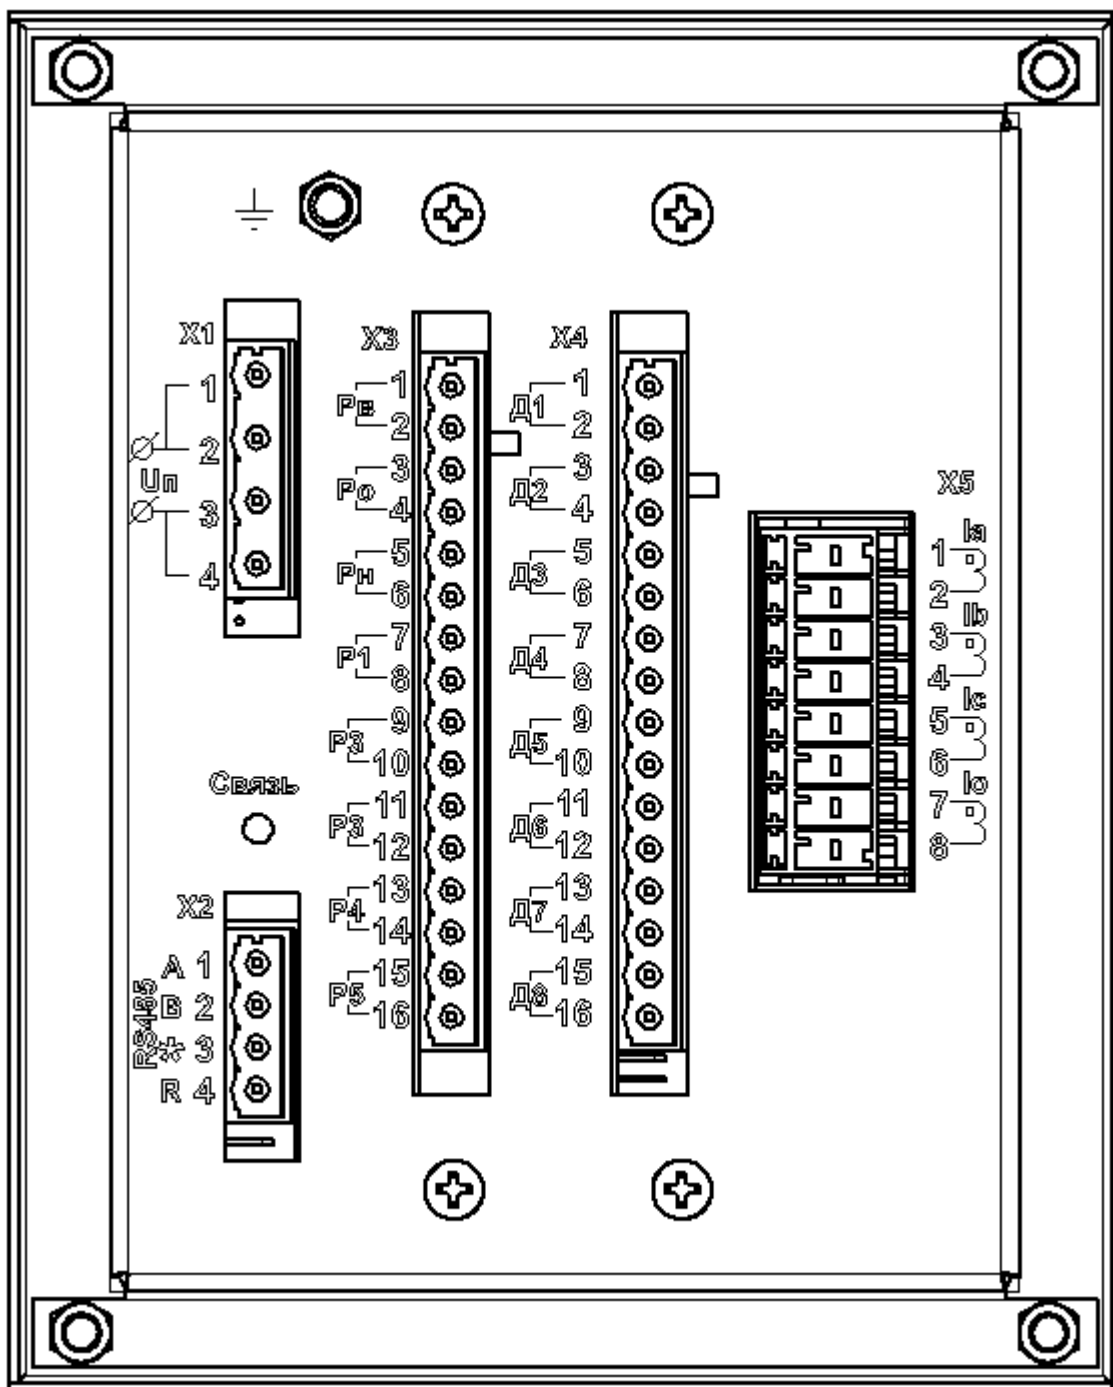 X1
1
2
Uп
3
4
Связь
X2
RS485
A 1
B 2
* 3
R 4
X3
Рв 1
2
Ро 3
4
Рн 5
6
Р1 7
8
Р3 9
10
Р3 11
12
Р4 13
14
Р5 15
16
X4
Д1 1
2
Д2 3
4
Д3 5
6
Д4 7
8
Д5 9
10
Д6 11
12
Д7 13
14
Д8 15
16
X5
1 Ia
2
3 Ib
4
5 Ic
6
7 Io
8